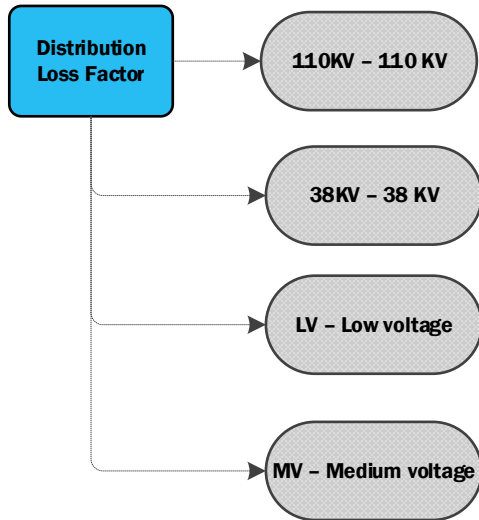 Distribution
Loss Factor
110KV – 110 KV
38KV – 38 KV
LV – Low voltage
MV – Medium voltage